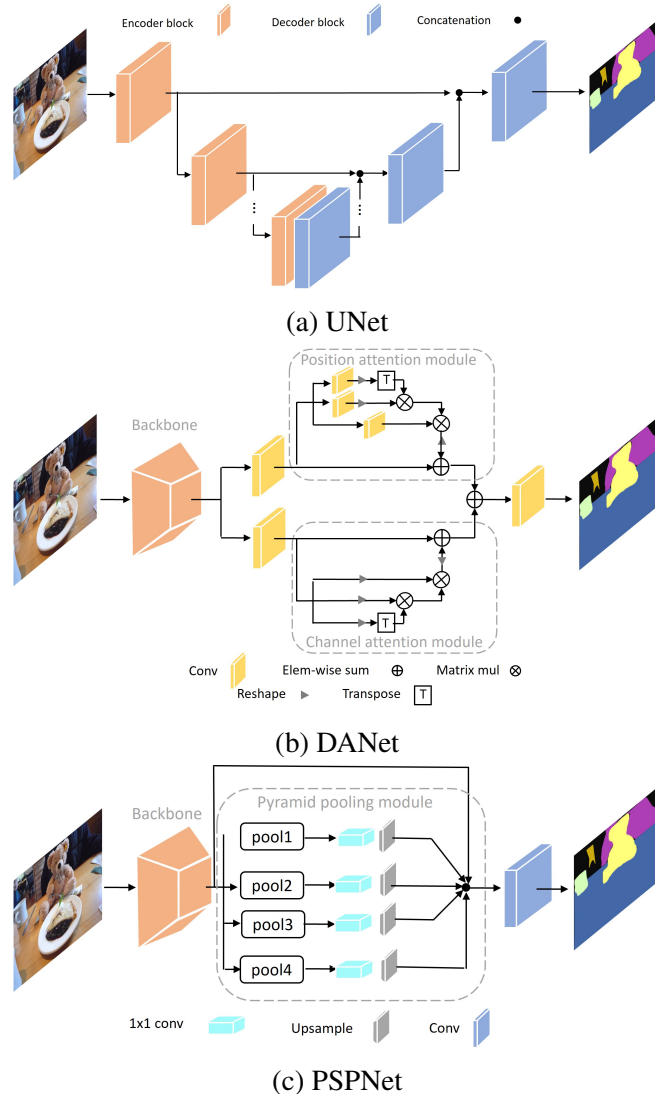 Encoder block Decoder block Concatenation
(a) UNet
Position attention module
T
Backbone
T
Channel attention module
Conv Elem-wise sum Matrix mul
Reshape Transpose T
(b) DANet
Backbone
Pyramid pooling module
pool1
pool2
pool3
pool4
1x1 conv Upsample Conv
(c) PSPNet